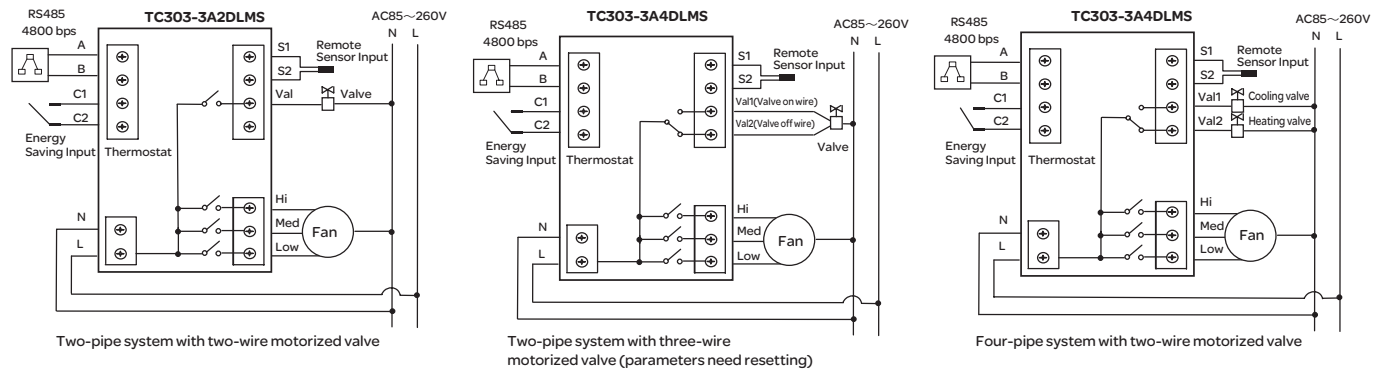 TC303-3A2DLMS
RS485
4800 bps
AC85～260V
N L
A
B
C1
C2
Energy
Saving Input
Thermostat
S1
S2
Remote
Sensor Input
Val
Valve
Hi
Med
Low
Fan
N
L
Two-pipe system with two-wire motorized valve
TC303-3A4DLMS
RS485
4800 bps
AC85～260V
N L
A
B
C1
C2
Energy
Saving Input
Thermostat
S1
S2
Remote
Sensor Input
Val1(Valve on wire)
Val2(Valve off wire)
Valve
Hi
Med
Low
Fan
N
L
Two-pipe system with three-wire
motorized valve (parameters need resetting)
TC303-3A4DLMS
RS485
4800 bps
AC85～260V
N L
A
B
C1
C2
Energy
Saving Input
Thermostat
S1
S2
Remote
Sensor Input
Val1
Cooling valve
Val2
Heating valve
Hi
Med
Low
Fan
N
L
Four-pipe system with two-wire motorized valve